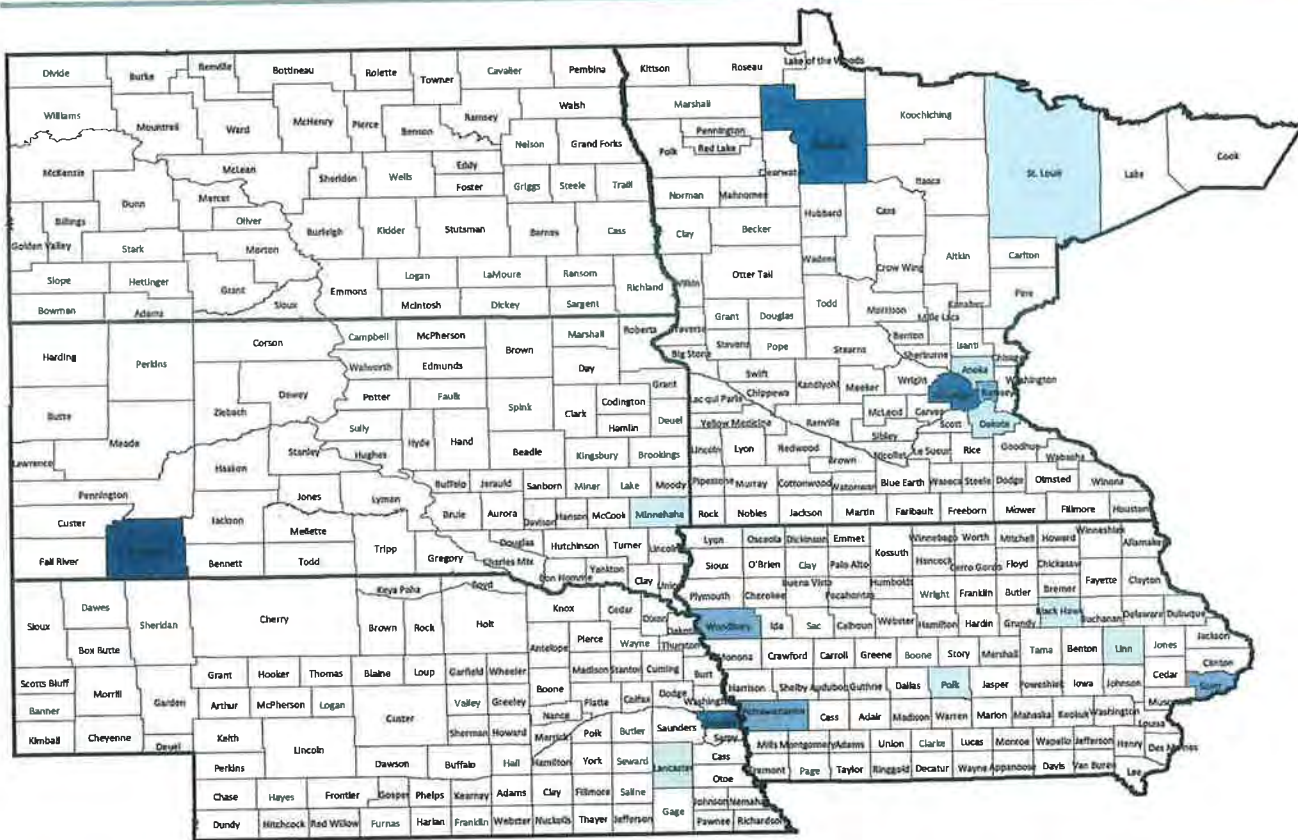 Divide Burke Renville Bottineau Rolette Towner Cavalier Pembina Kittson Roseau Lake of the Woods
Williams Mountrail Ward McHenry Pierce Benson Ramsey Walsh Marshall Koochiching
Nelson Grand Forks Pennington Red Lake Polk Clearwater St. Louis Lake Cook
McKenzie Dunn McLean Mercer Sheridan Wells Eddy Foster Griggs Steele Traill Norman Mahnomen Itasca
Billings Oliver Burleigh Kidder Stutsman Barnes Cass Clay Becker Hubbard Cass
Golden Valley Stark Morton Wadena Crow Wing Aitkin Carlton
Slope Hettinger Grant Emmons Logan LaMoure Ransom Richland Wilkin Otter Tail
Bowman Adams Sioux McIntosh Dickey Sargent Grant Douglas Todd Morrison Mille Lacs Kanabec Pine
Harding Perkins Corson Campbell McPherson Brown Marshall Roberts Traverse Stevens Pope Stearns Benton Isanti
Walworth Edmunds Day Big Stone Sherburne Chisago Anoka
Butte Ziebach Dewey Potter Faulk Spink Clark Codington Grant Swift Kandiyohi Meeker Wright Ramsey Washington
Meade Sully Hyde Hand Hamlin Deuel Lac qui Parle Chippewa McLeod Carver Dakota
Lawrence Haakon Stanley Hughes Beadle Kingsbury Brookings Yellow Medicine Renville Sibley Scott
Lincoln Lyon Redwood Brown Nicollet Le Sueur Rice Goodhue Wabasha
Pennington Jones Lyman Buffalo Jerauld Sanborn Miner Lake Moody Pipestone Murray Cottonwood Watonwan Blue Earth Waseca Steele Dodge Olmsted Winona
Custer Jackson Mellette Brule Aurora Davison Hanson McCook Minnehaha Rock Nobles Jackson Martin Faribault Freeborn Mower Fillmore Houston
Fall River Bennett Todd Tripp Gregory Douglas Charles Mix Hutchinson Turner Lincoln Bon Homme Yankton Clay Union
Lyon Osceola Dickinson Emmet Kossuth Winnebago Worth Mitchell Howard Winneshiek Allamakee
Sioux O'Brien Clay Palo Alto Hancock Cerro Gordo Floyd Chickasaw Fayette Clayton
Dawes Sheridan Cherry Keya Paha Boyd Knox Cedar Dixon Dakota Plymouth Cherokee Buena Vista Pocahontas Humboldt Wright Franklin Butler Bremer
Sioux Box Butte Brown Rock Holt Antelope Pierce Wayne Thurston Woodbury Ida Sac Calhoun Webster Hamilton Hardin Grundy Black Hawk Buchanan Delaware Dubuque
Scotts Bluff Morrill Garden Grant Hooker Thomas Blaine Loup Garfield Wheeler Madison Stanton Cuming Burt Monona Crawford Carroll Greene Boone Story Marshall Tama Benton Linn Jones Jackson
Banner Arthur McPherson Logan Custer Valley Greeley Boone Nance Platte Colfax Dodge Washington Harrison Shelby Audubon Guthrie Dallas Polk Jasper Poweshiek Iowa Johnson Cedar Clinton Scott
Kimball Cheyenne Deuel Keith Lincoln Sherman Howard Merrick Polk Butler Saunders Sarpy Pottawattamie Cass Adair Madison Warren Marion Mahaska Keokuk Washington Louisa
Perkins Dawson Buffalo Hall Hamilton York Seward Lancaster Cass Otoe Mills Montgomery Adams Union Clarke Lucas Monroe Wapello Jefferson Henry Des Moines
Chase Hayes Frontier Gosper Phelps Kearney Adams Clay Fillmore Saline Gage Johnson Nemaha Page Taylor Ringgold Decatur Wayne Appanoose Davis Van Buren Lee
Dundy Hitchcock Red Willow Furnas Harlan Franklin Webster Nuckolls Thayer Jefferson Pawnee Richardson